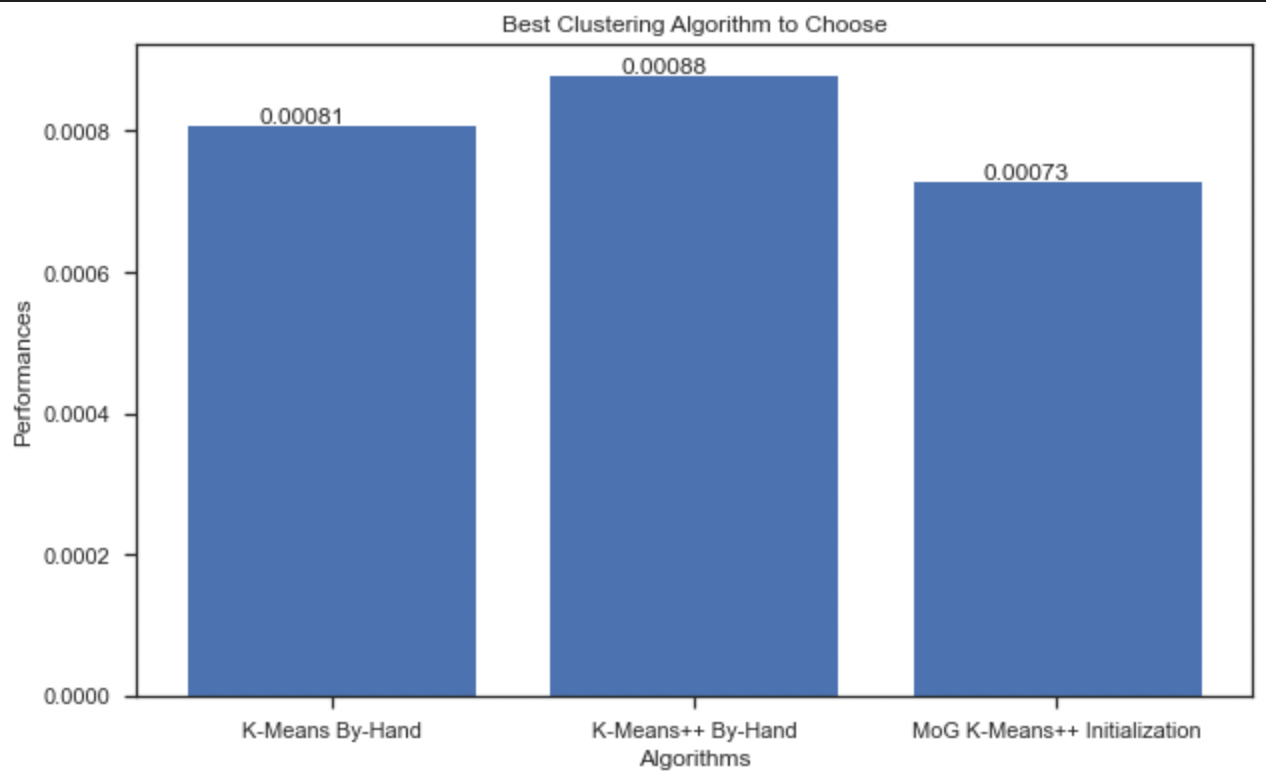 Best Clustering Algorithm to Choose
0.00088
0.00081
0.00073
0.0008
0.0006
0.0004
0.0002
0.0000
Performances
K-Means By-Hand
K-Means++ By-Hand
MoG K-Means++ Initialization
Algorithms